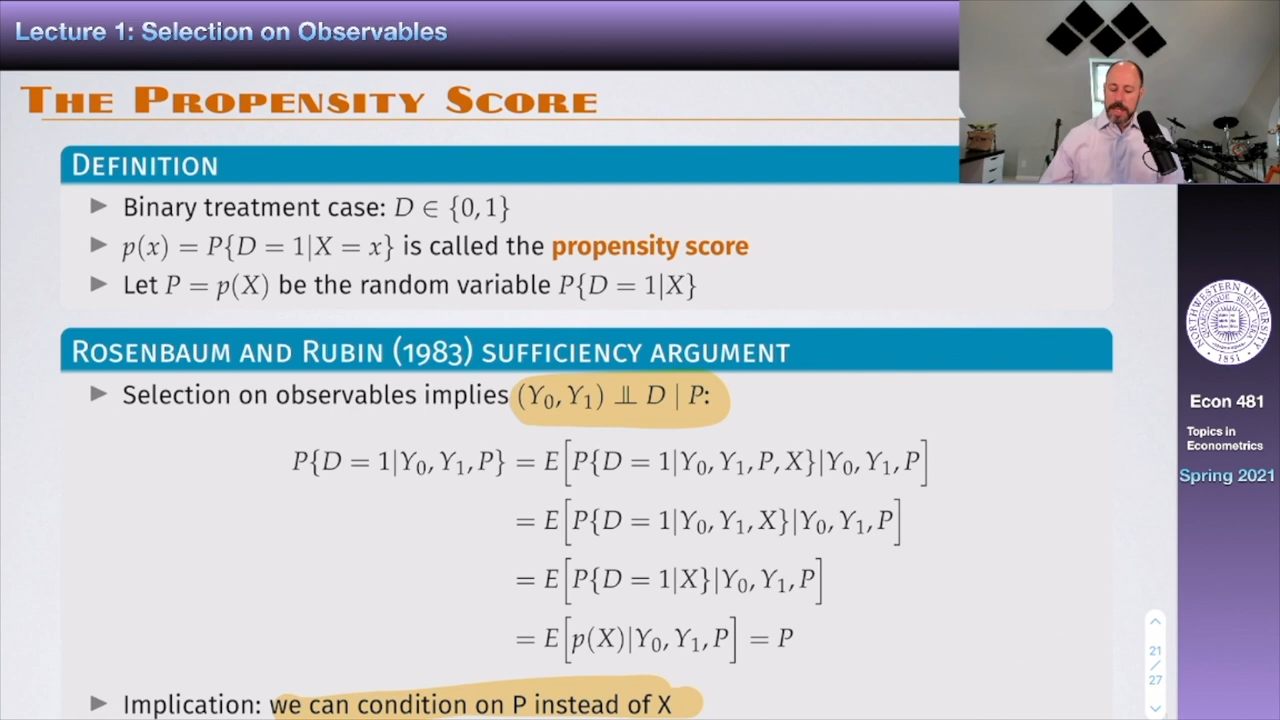 Lecture 1: Selection on Observables
THE PROPENSITY SCORE
DEFINITION
▶ Binary treatment case: D ∈ {0, 1}
▶ p(x) = P{D = 1|X = x} is called the propensity score
▶ Let P = p(X) be the random variable P{D = 1|X}
ROSENBAUM AND RUBIN (1983) SUFFICIENCY ARGUMENT
▶ Selection on observables implies (Y₀, Y₁) ⫫ D | P:
P{D = 1|Y₀, Y₁, P} = E[P{D = 1|Y₀, Y₁, P, X}|Y₀, Y₁, P]
= E[P{D = 1|Y₀, Y₁, X}|Y₀, Y₁, P]
= E[P{D = 1|X}|Y₀, Y₁, P]
= E[p(X)|Y₀, Y₁, P] = P
▶ Implication: we can condition on P instead of X
NORTHWESTERN UNIVERSITY
1851
Econ 481
Topics in
Econometrics
Spring 2021
21
/
27